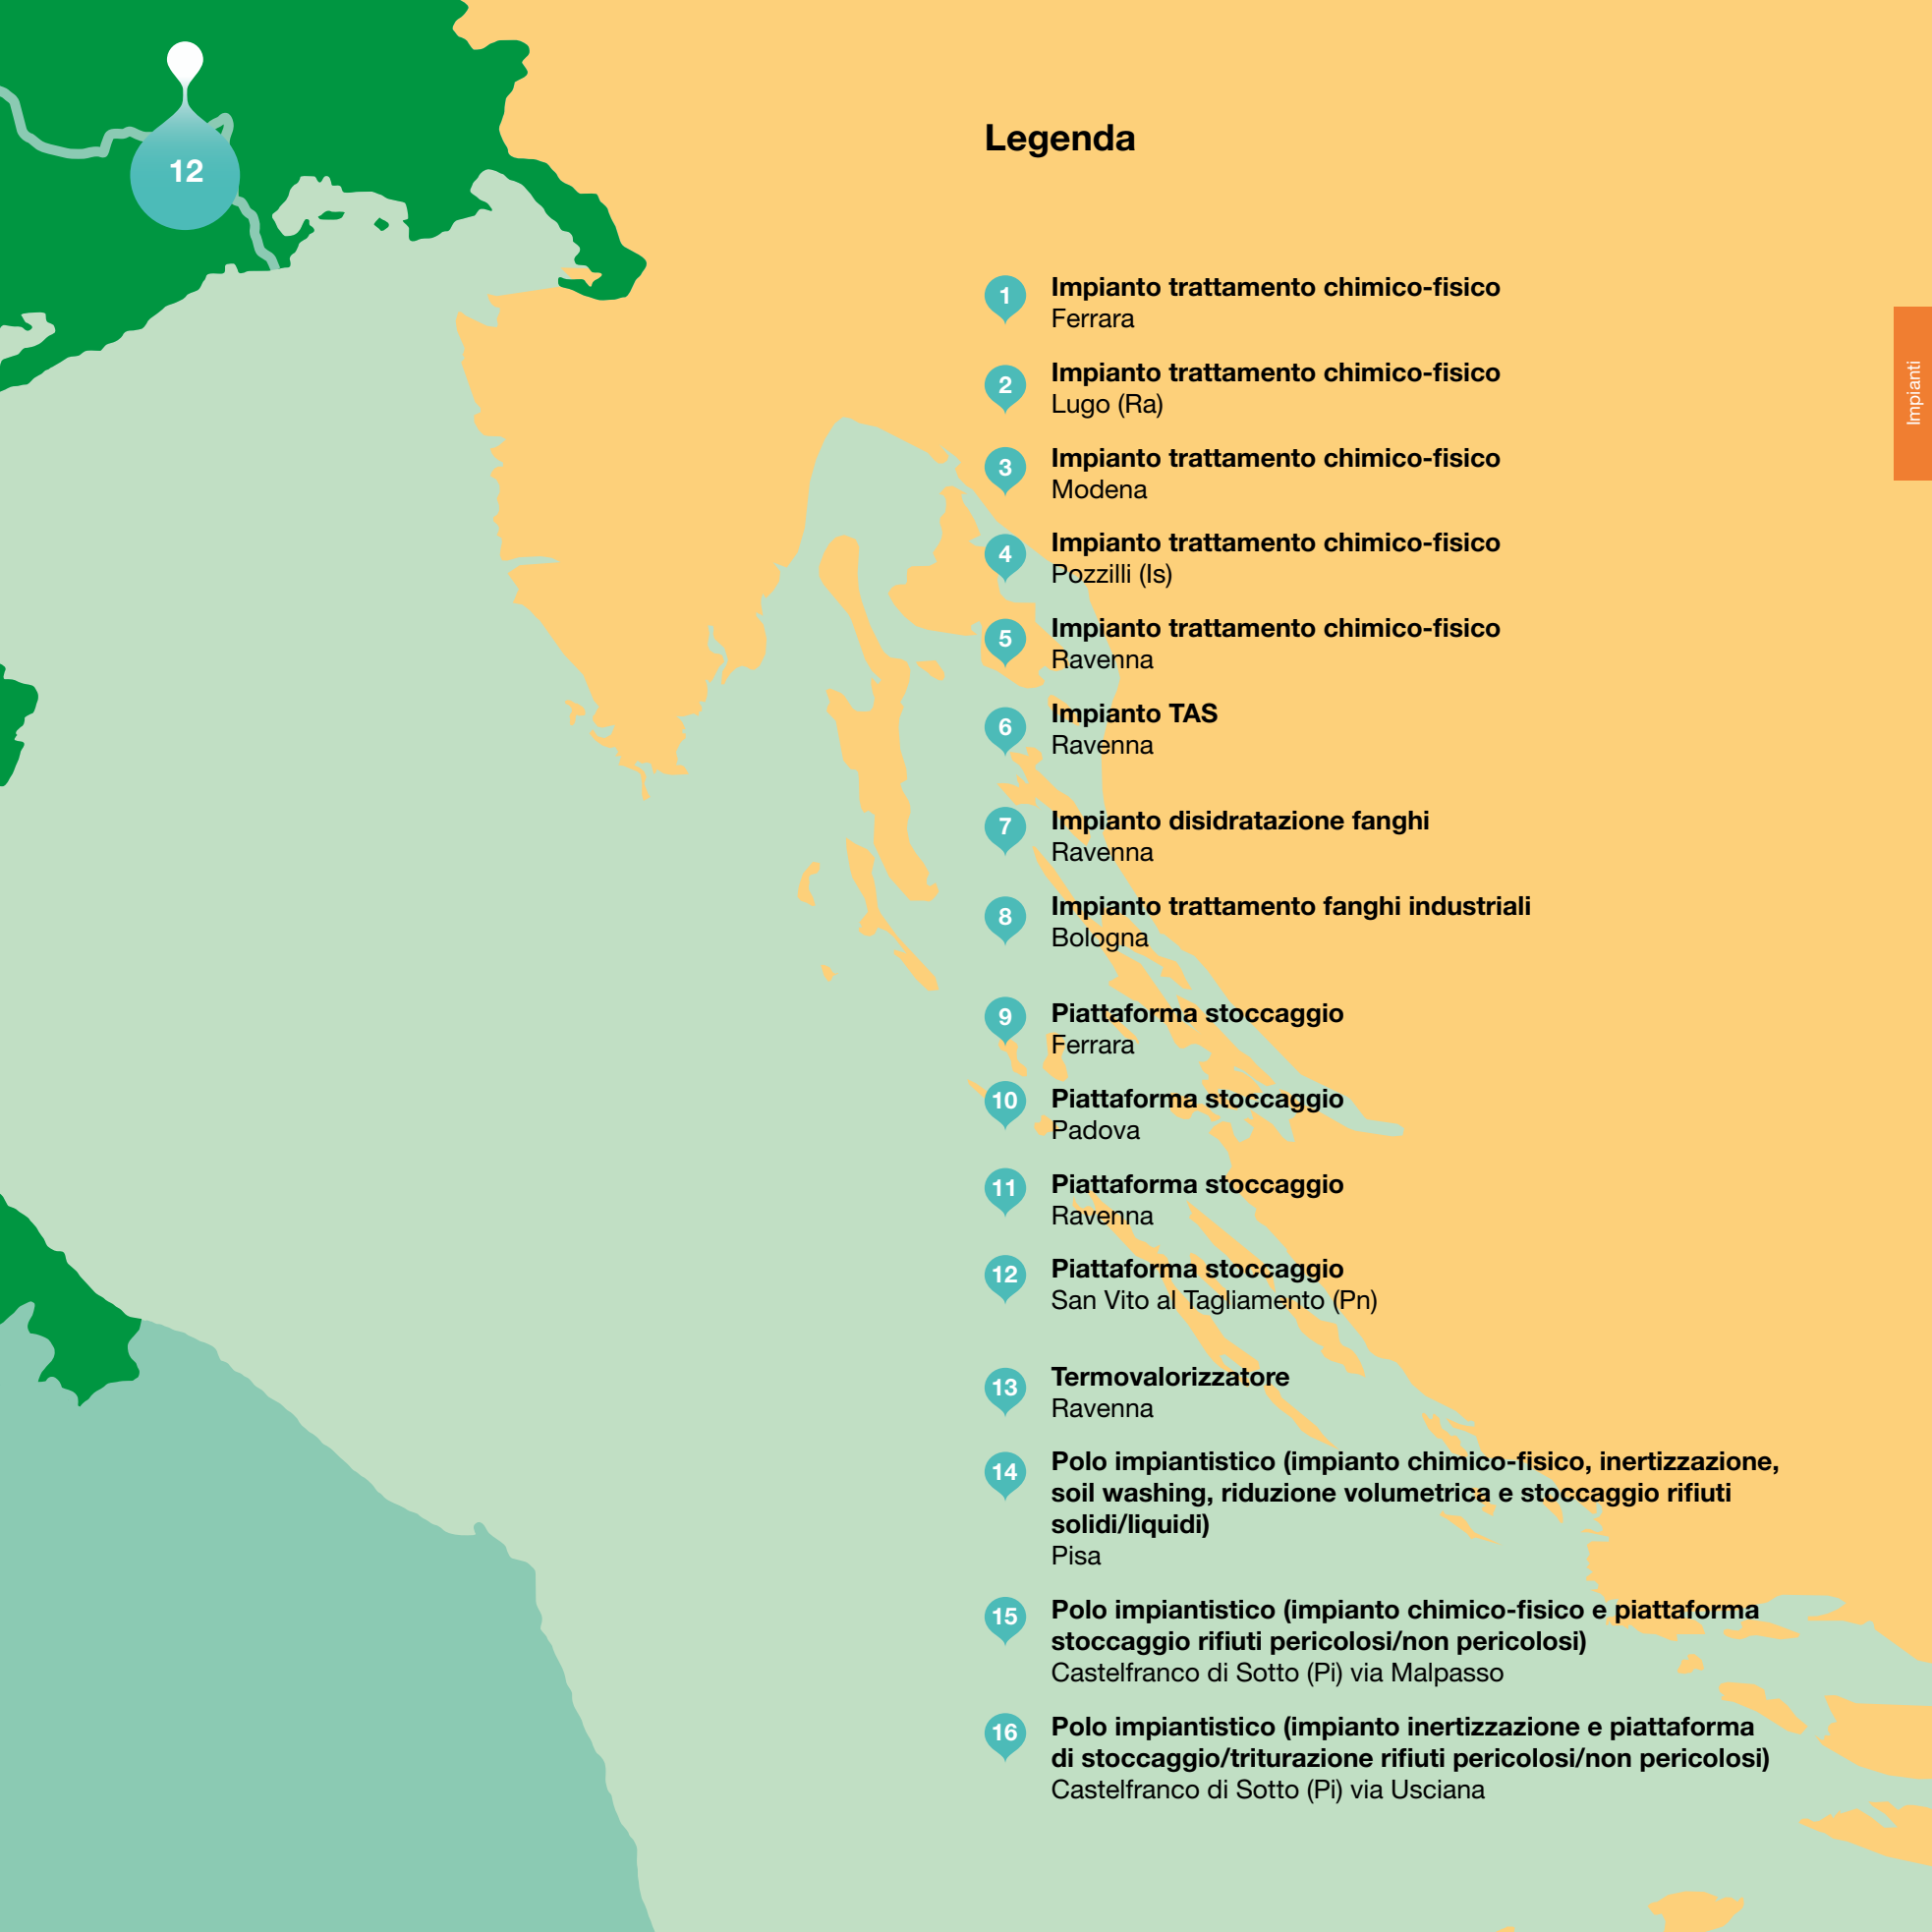 12
Legenda
Impianti
1 Impianto trattamento chimico-fisico
Ferrara
2 Impianto trattamento chimico-fisico
Lugo (Ra)
3 Impianto trattamento chimico-fisico
Modena
4 Impianto trattamento chimico-fisico
Pozzilli (Is)
5 Impianto trattamento chimico-fisico
Ravenna
6 Impianto TAS
Ravenna
7 Impianto disidratazione fanghi
Ravenna
8 Impianto trattamento fanghi industriali
Bologna
9 Piattaforma stoccaggio
Ferrara
10 Piattaforma stoccaggio
Padova
11 Piattaforma stoccaggio
Ravenna
12 Piattaforma stoccaggio
San Vito al Tagliamento (Pn)
13 Termovalorizzatore
Ravenna
14 Polo impiantistico (impianto chimico-fisico, inertizzazione,
soil washing, riduzione volumetrica e stoccaggio rifiuti
solidi/liquidi)
Pisa
15 Polo impiantistico (impianto chimico-fisico e piattaforma
stoccaggio rifiuti pericolosi/non pericolosi)
Castelfranco di Sotto (Pi) via Malpasso
16 Polo impiantistico (impianto inertizzazione e piattaforma
di stoccaggio/triturazione rifiuti pericolosi/non pericolosi)
Castelfranco di Sotto (Pi) via Usciana